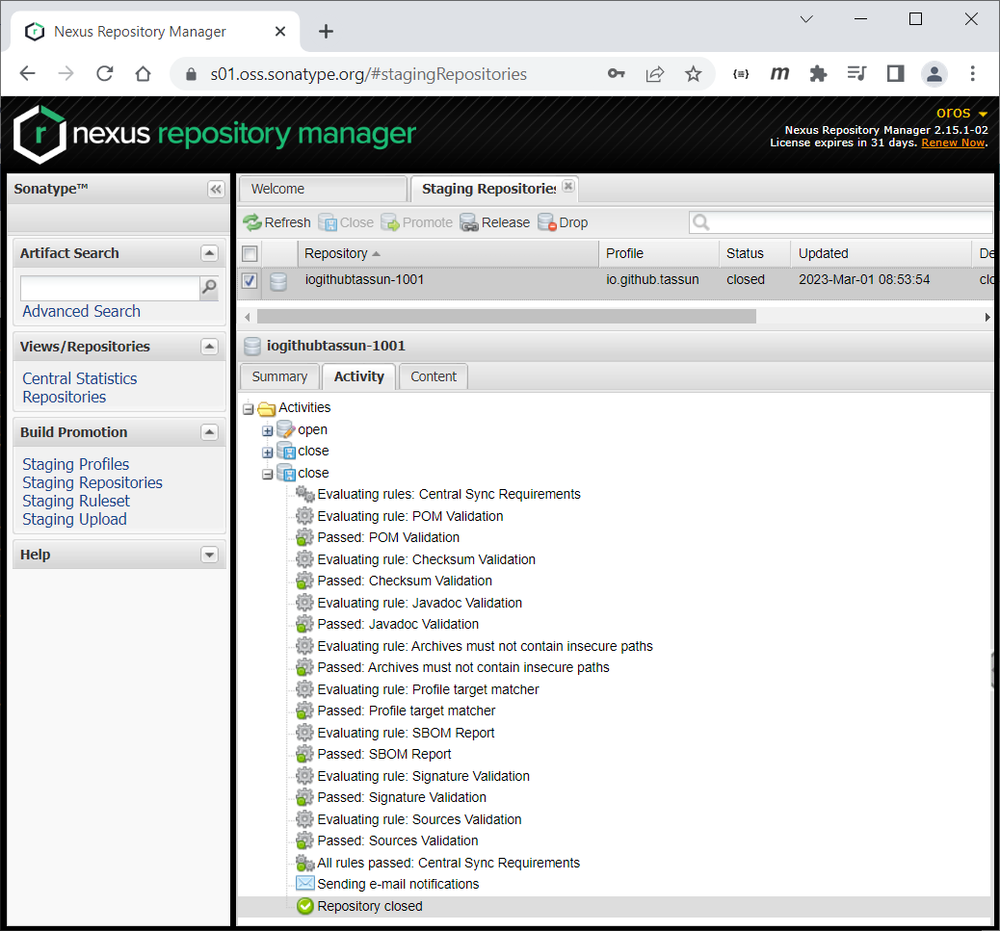 Nexus Repository Manager
s01.oss.sonatype.org/#stagingRepositories
nexus repository manager
oros
Nexus Repository Manager 2.15.1-02
License expires in 31 days. Renew Now.
Sonatype™
Welcome
Staging Repositories
Refresh
Close
Promote
Release
Drop
Artifact Search
Advanced Search
Views/Repositories
Central Statistics
Repositories
Build Promotion
Staging Profiles
Staging Repositories
Staging Ruleset
Staging Upload
Help
Repository Profile Status Updated De
iogithubtassun-1001 io.github.tassun closed 2023-Mar-01 08:53:54 clo
iogithubtassun-1001
Summary
Activity
Content
Activities
open
close
close
Evaluating rules: Central Sync Requirements
Evaluating rule: POM Validation
Passed: POM Validation
Evaluating rule: Checksum Validation
Passed: Checksum Validation
Evaluating rule: Javadoc Validation
Passed: Javadoc Validation
Evaluating rule: Archives must not contain insecure paths
Passed: Archives must not contain insecure paths
Evaluating rule: Profile target matcher
Passed: Profile target matcher
Evaluating rule: SBOM Report
Passed: SBOM Report
Evaluating rule: Signature Validation
Passed: Signature Validation
Evaluating rule: Sources Validation
Passed: Sources Validation
All rules passed: Central Sync Requirements
Sending e-mail notifications
Repository closed